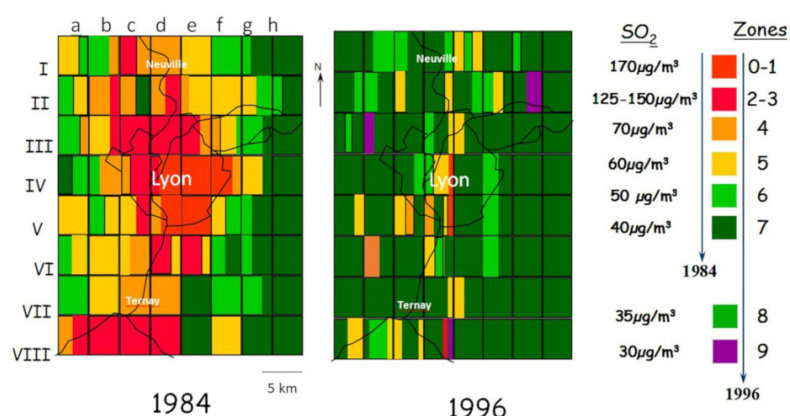 a b c d e f g h
I
II
III
IV
V
VI
VII
VIII
Neuville
Lyon
Ternay
5 km
1984
N
Neuville
Lyon
Ternay
1996
SO₂ Zones
170µg/m³ 0-1
125-150µg/m³ 2-3
70µg/m³ 4
60µg/m³ 5
50 µg/m³ 6
40µg/m³ 7
1984
35µg/m³ 8
30µg/m³ 9
1996